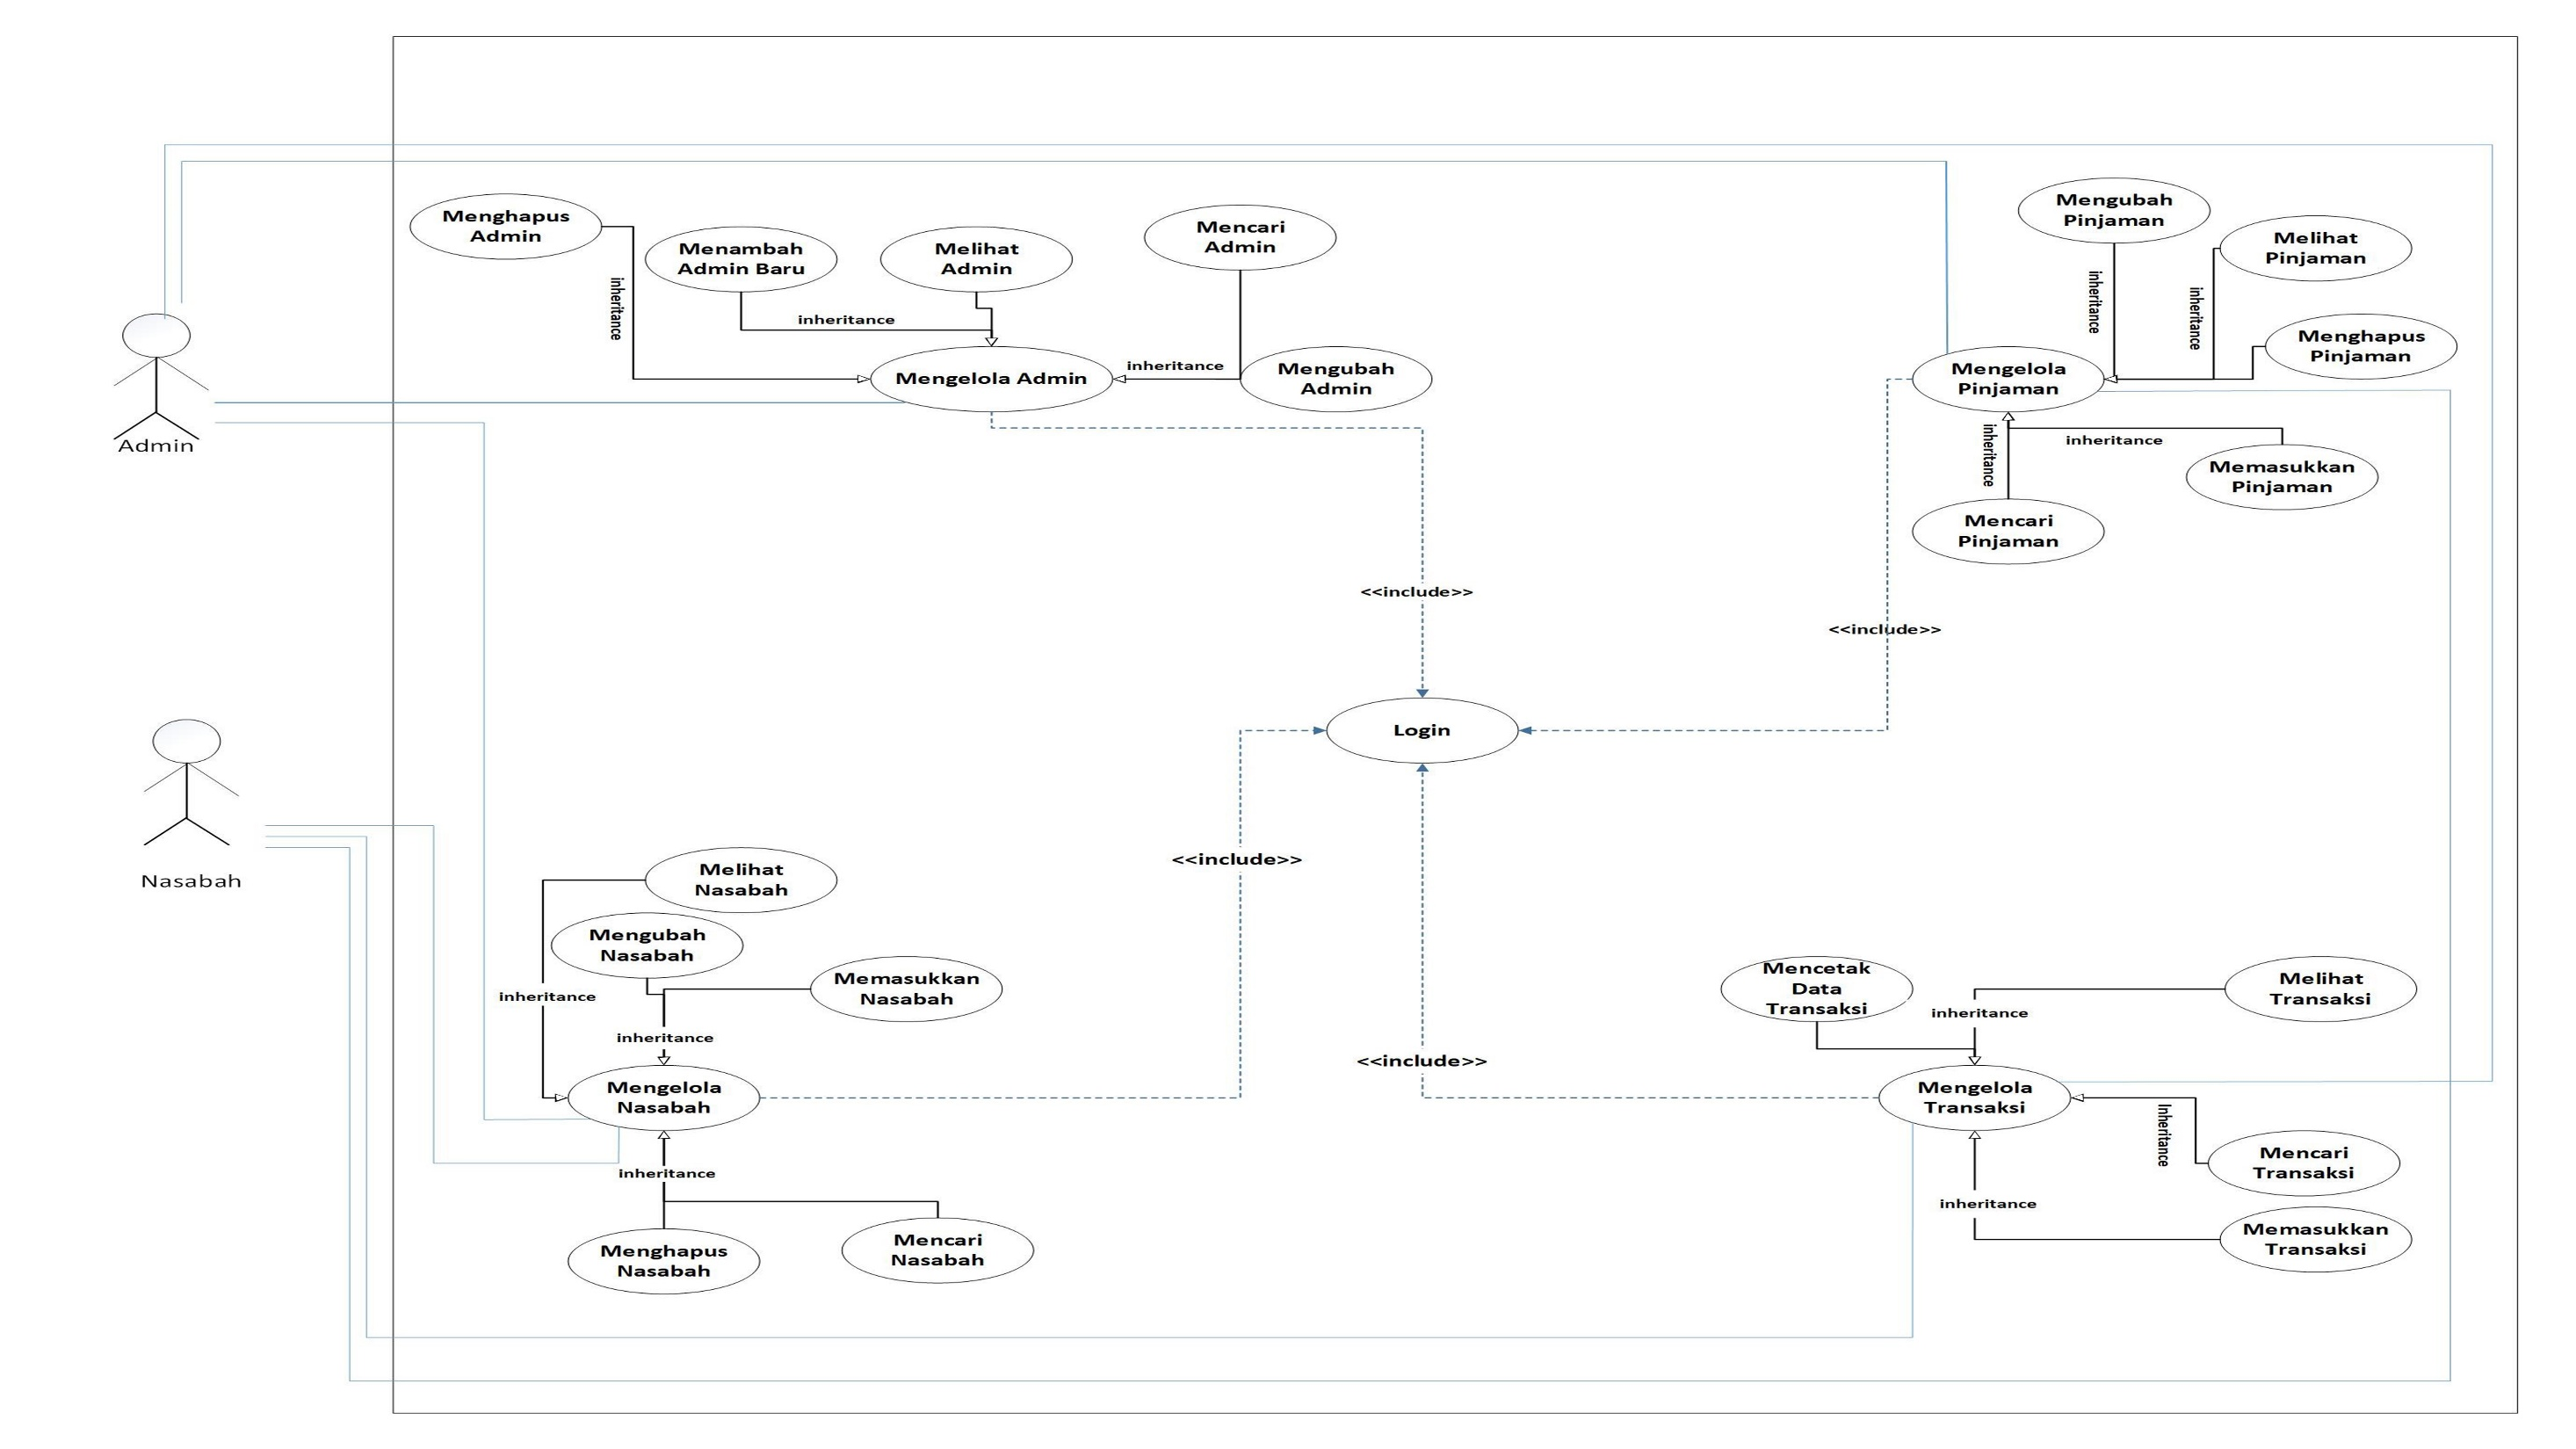 Menghapus
Admin
Menambah
Admin Baru
Melihat
Admin
Mencari
Admin
inheritance
inheritance
Mengelola Admin
inheritance
Mengubah
Admin
Admin
Mengubah
Pinjaman
Melihat
Pinjaman
inheritance
inheritance
Menghapus
Pinjaman
Mengelola
Pinjaman
inheritance
inheritance
Memasukkan
Pinjaman
Mencari
Pinjaman
<<include>>
<<include>>
Login
<<include>>
<<include>>
Nasabah
Melihat
Nasabah
Mengubah
Nasabah
Memasukkan
Nasabah
inheritance
inheritance
Mengelola
Nasabah
inheritance
Menghapus
Nasabah
Mencari
Nasabah
Mencetak
Data
Transaksi
inheritance
Melihat
Transaksi
Mengelola
Transaksi
Inheritance
Mencari
Transaksi
inheritance
Memasukkan
Transaksi